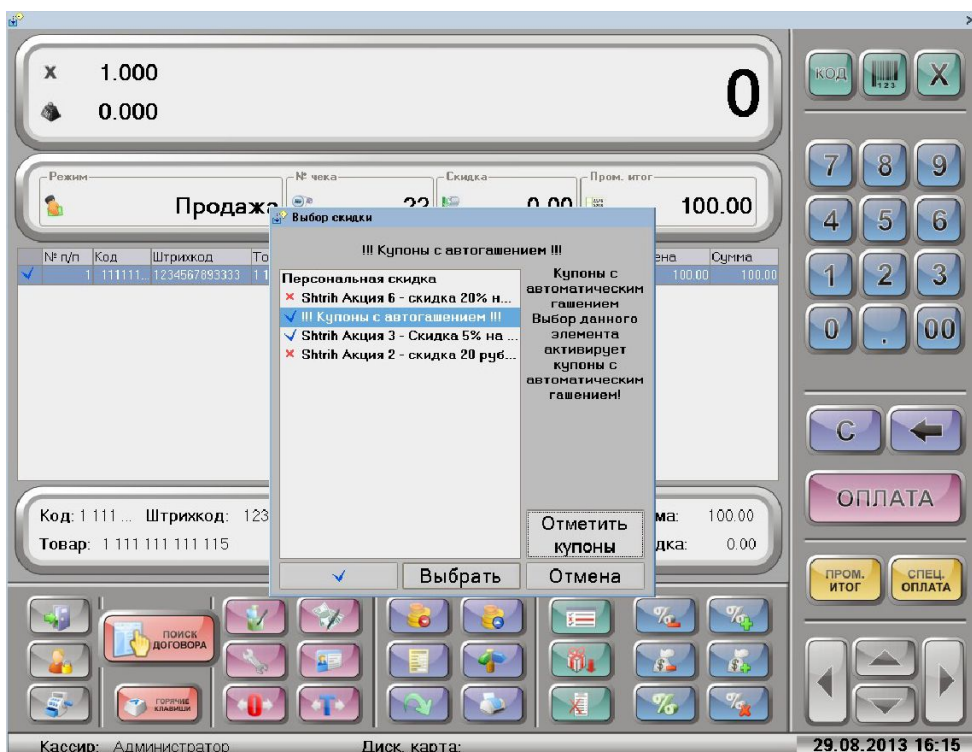 x 1.000
0.000
0
КОД
123
X
Режим
Продажа
№ чека
22
Скидка
0.00
Пром. итог
100.00
Выбор скидки
№ п/п Код Штрихкод
Сумма
1 111111... 1234567893333
100.00 100.00
!!! Купоны с автогашением !!!
Персональная скидка
Shtrih Акция 6 - скидка 20% н...
!!! Купоны с автогашением !!!
Shtrih Акция 3 - Скидка 5% на ...
Shtrih Акция 2 - скидка 20 руб...
Купоны с
автоматическим
гашением
Выбор данного
элемента
активирует
купоны с
автоматическим
гашением!
Отметить
купоны
Выбрать
Отмена
Код: 1 111 ... Штрихкод: 123
ма: 100.00
Товар: 1 111 111 111 115
дка: 0.00
7 8 9
4 5 6
1 2 3
0 . 00
C
ОПЛАТА
ПРОМ.
ИТОГ
СПЕЦ.
ОПЛАТА
ПОИСК
ДОГОВОРА
ГОРЯЧИЕ
КЛАВИШИ
Кассир: Администратор
Диск. карта:
29.08.2013 16:15